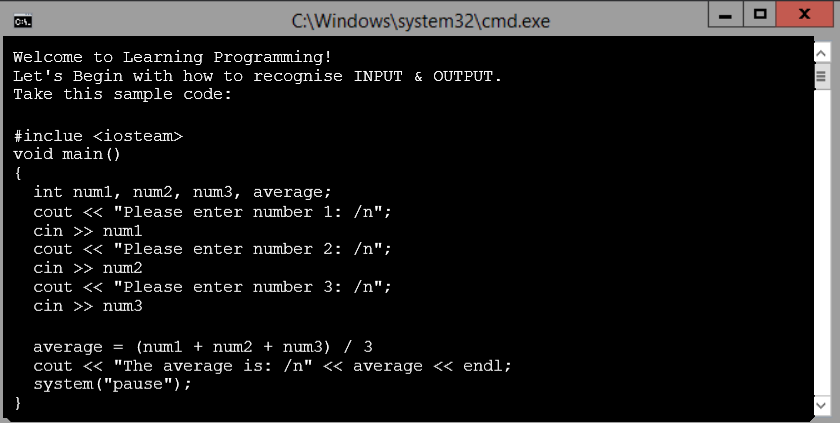 C:\Windows\system32\cmd.exe
Welcome to Learning Programming!
Let's Begin with how to recognise INPUT & OUTPUT.
Take this sample code:
#inclue <iosteam>
void main()
{
int num1, num2, num3, average;
cout << "Please enter number 1: /n";
cin >> num1
cout << "Please enter number 2: /n";
cin >> num2
cout << "Please enter number 3: /n";
cin >> num3
average = (num1 + num2 + num3) / 3
cout << "The average is: /n" << average << endl;
system("pause");
}